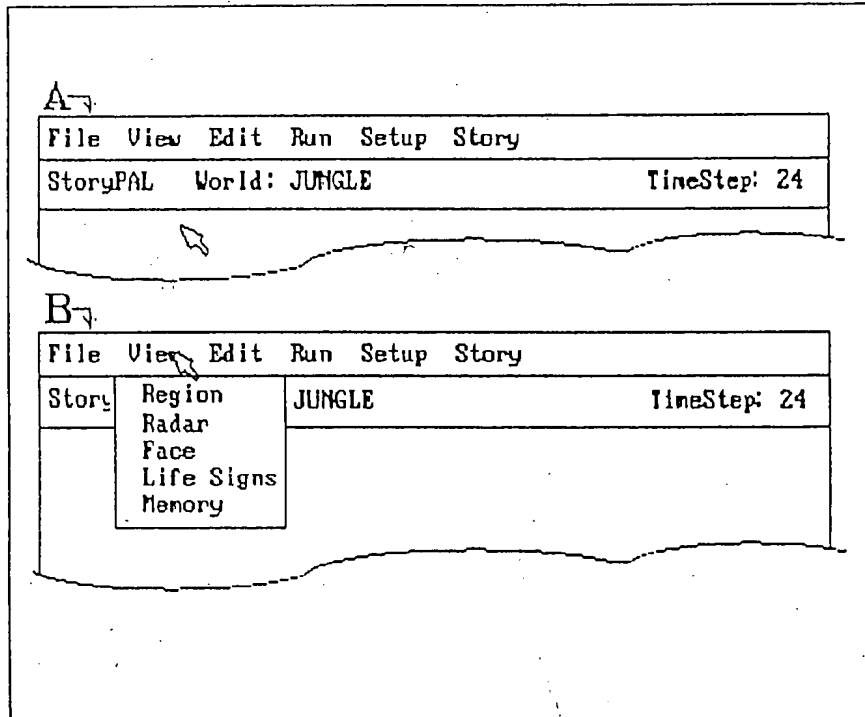 A
File View Edit Run Setup Story
StoryPAL World: JUNGLE TimeStep: 24
B
File View Edit Run Setup Story
Story JUNGLE TimeStep: 24
Region
Radar
Face
Life Signs
Memory